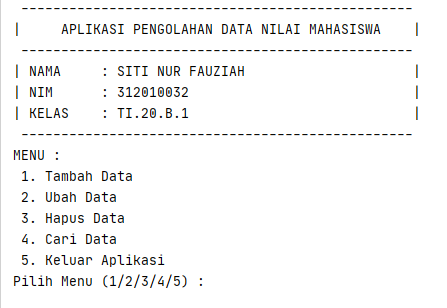 -------------------------------------------------
|     APLIKASI PENGOLAHAN DATA NILAI MAHASISWA    |
-------------------------------------------------
| NAMA     : SITI NUR FAUZIAH                     |
| NIM      : 312010032                            |
| KELAS    : TI.20.B.1                            |
-------------------------------------------------
MENU :
1. Tambah Data
2. Ubah Data
3. Hapus Data
4. Cari Data
5. Keluar Aplikasi
Pilih Menu (1/2/3/4/5) :